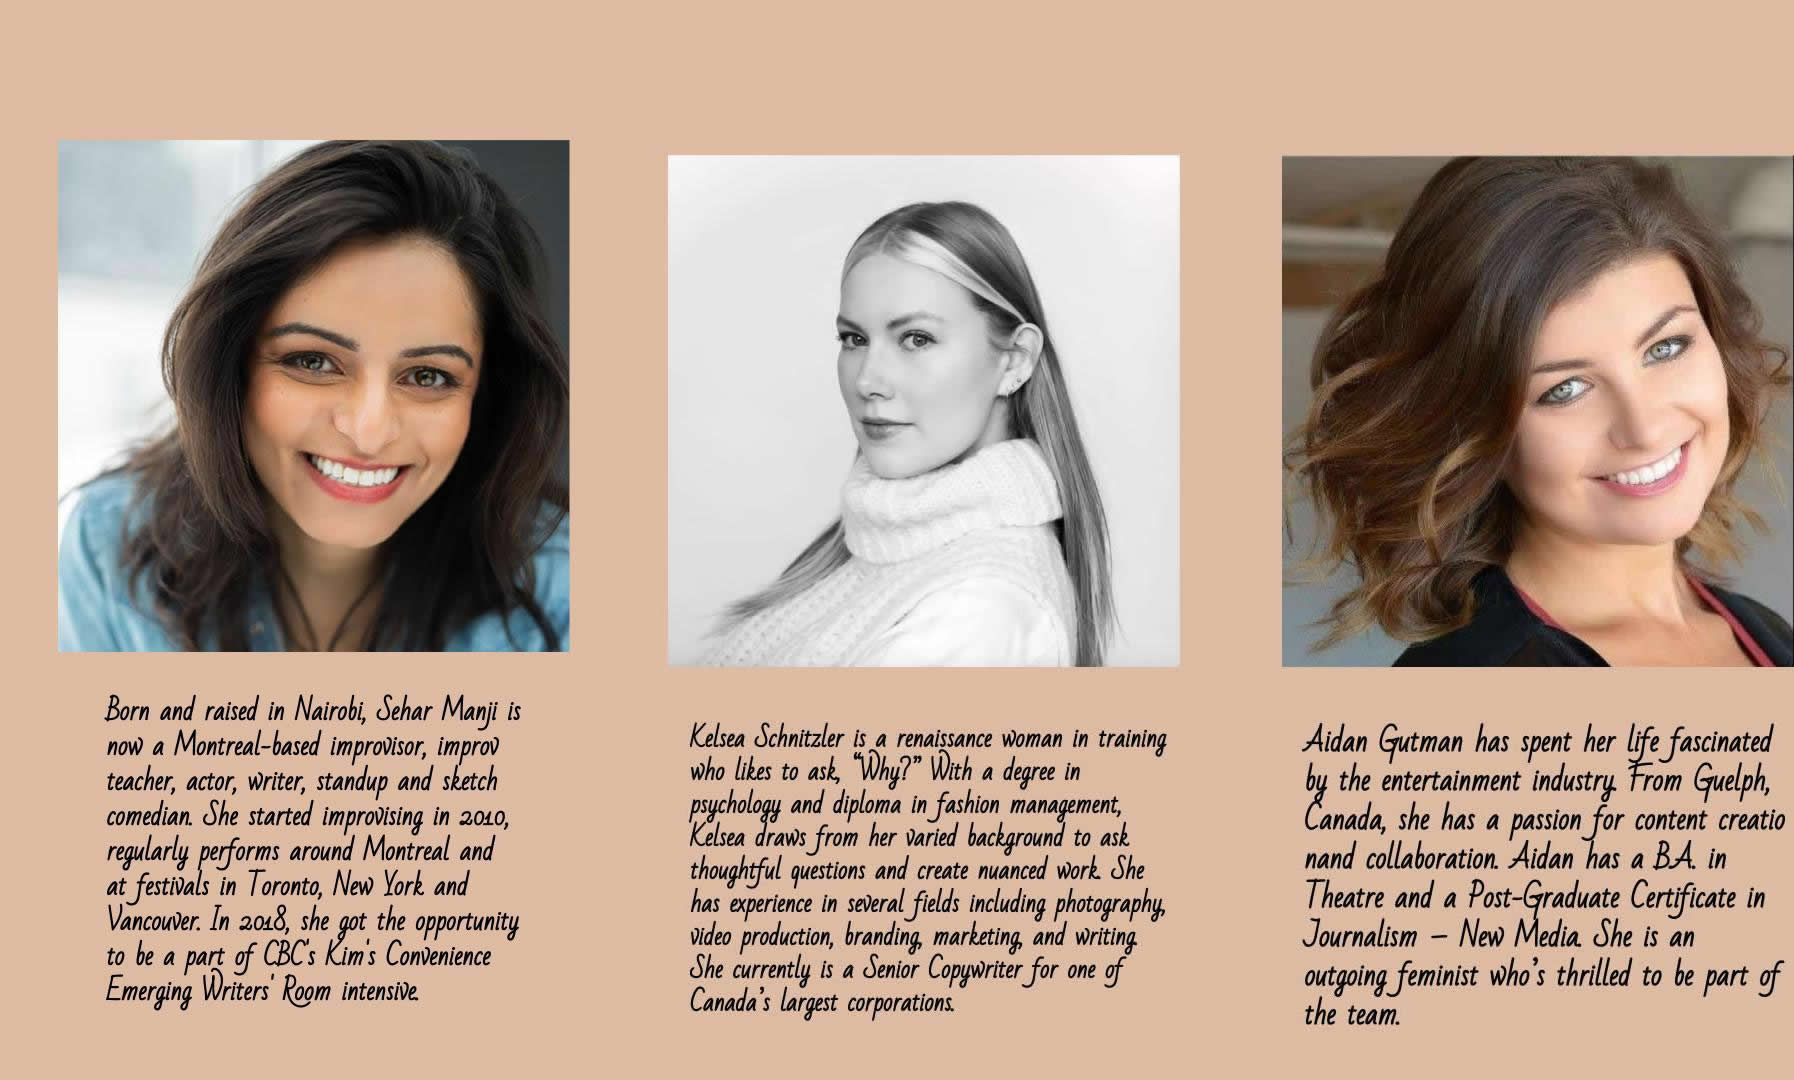 Born and raised in Nairobi, Sehar Manji is
now a Montreal-based improvisor, improv
teacher, actor, writer, standup and sketch
comedian. She started improvising in 2010,
regularly performs around Montreal and
at festivals in Toronto, New York and
Vancouver. In 2018, she got the opportunity
to be a part of CBC's Kim's Convenience
Emerging Writers' Room intensive.
Kelsea Schnitzler is a renaissance woman in training
who likes to ask, “Why?” With a degree in
psychology and diploma in fashion management,
Kelsea draws from her varied background to ask
thoughtful questions and create nuanced work. She
has experience in several fields including photography,
video production, branding, marketing, and writing.
She currently is a Senior Copywriter for one of
Canada’s largest corporations.
Aidan Gutman has spent her life fascinated
by the entertainment industry. From Guelph,
Canada, she has a passion for content creatio
nand collaboration. Aidan has a B.A. in
Theatre and a Post-Graduate Certificate in
Journalism – New Media. She is an
outgoing feminist who’s thrilled to be part of
the team.